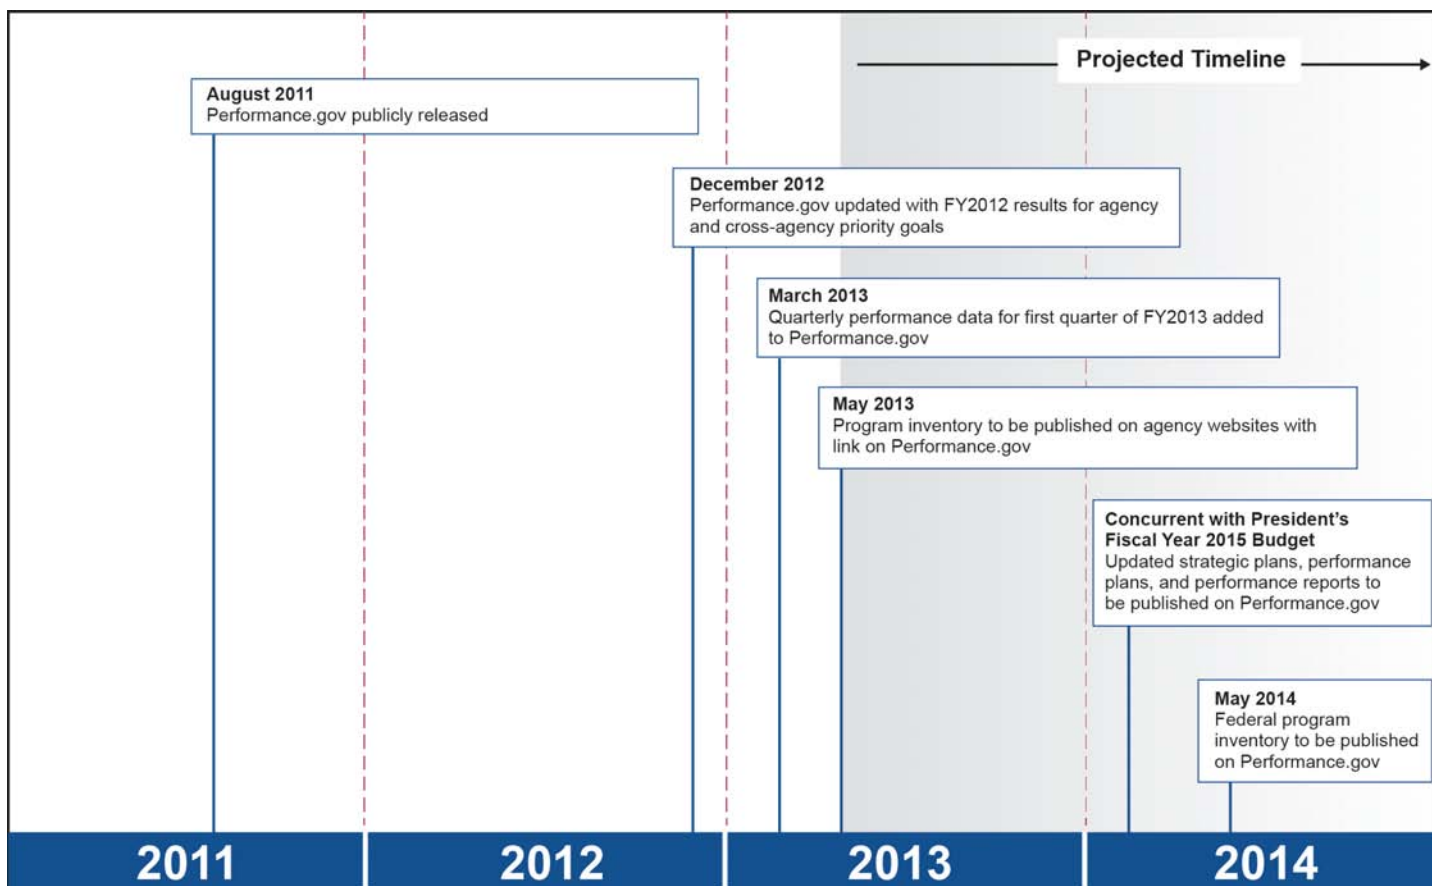 Projected Timeline
August 2011
Performance.gov publicly released
December 2012
Performance.gov updated with FY2012 results for agency
and cross-agency priority goals
March 2013
Quarterly performance data for first quarter of FY2013 added
to Performance.gov
May 2013
Program inventory to be published on agency websites with
link on Performance.gov
Concurrent with President’s
Fiscal Year 2015 Budget
Updated strategic plans, performance
plans, and performance reports to
be published on Performance.gov
May 2014
Federal program
inventory to be published
on Performance.gov
2011
2012
2013
2014